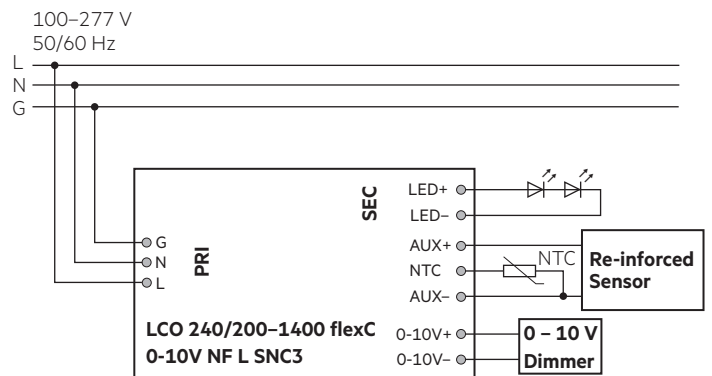 100–277 V
50/60 Hz
L
N
G
SEC
LED+
LED–
AUX+
NTC
AUX–
0-10V+
0-10V–
G
N
L
PRI
NTC
Re-inforced
Sensor
LCO 240/200–1400 flexC
0-10V NF L SNC3
0 – 10 V
Dimmer